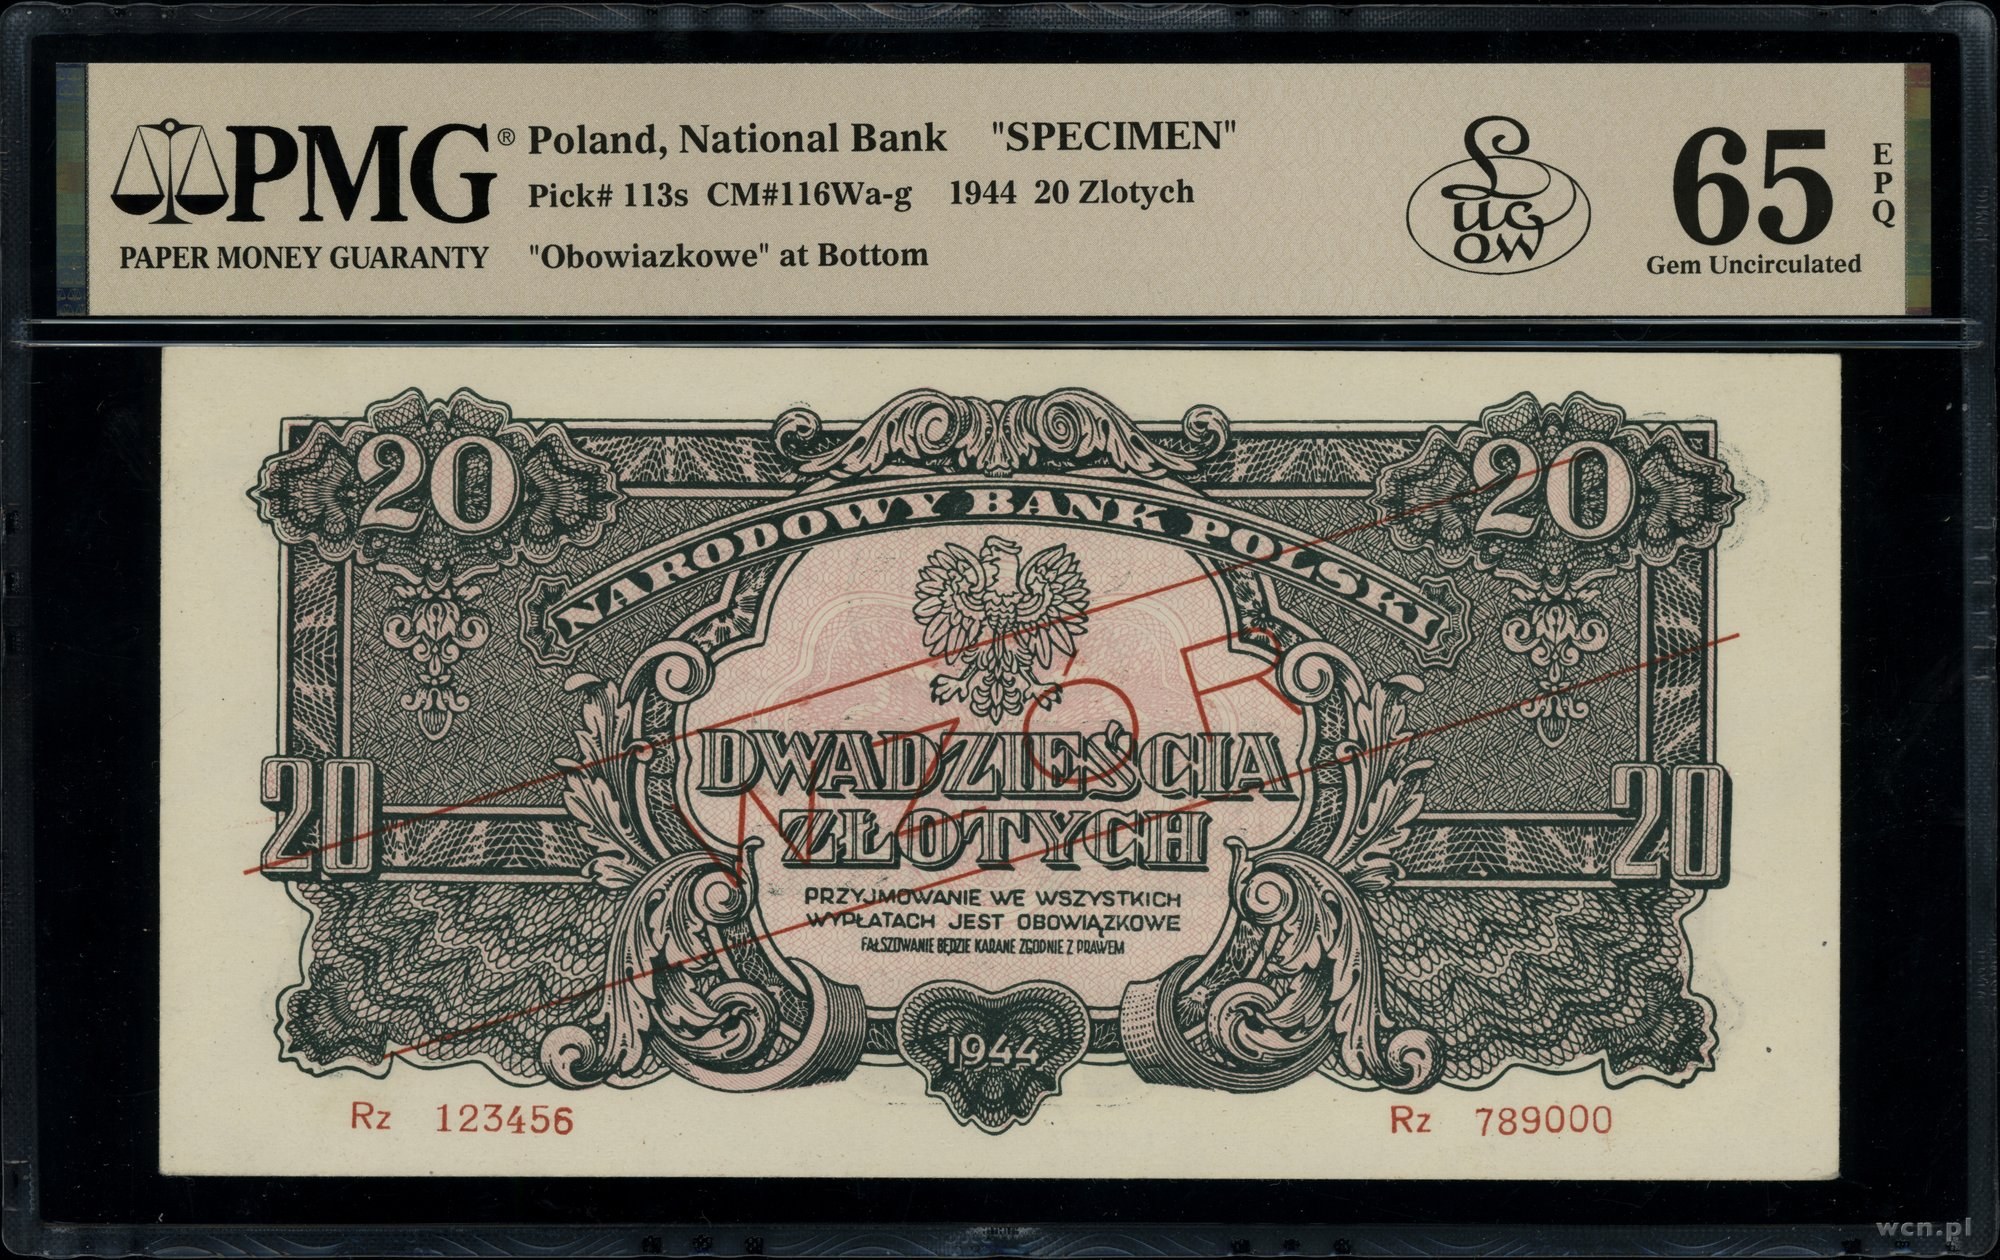 PMG® Poland, National Bank "SPECIMEN"
Pick# 113s CM#116Wa-g 1944 20 Zlotych
PAPER MONEY GUARANTY "Obowiazkowe" at Bottom
Lucow
65 EPQ
Gem Uncirculated
20 20
NARODOWY BANK POLSKI
WZÓR
DWADZIEŚCIA
ZŁOTYCH
20 20
PRZYJMOWANIE WE WSZYSTKICH
WYPŁATACH JEST OBOWIĄZKOWE
FAŁSZOWANIE BĘDZIE KARANE ZGODNIE Z PRAWEM
1944
Rz 123456 Rz 789000
wcn.pl